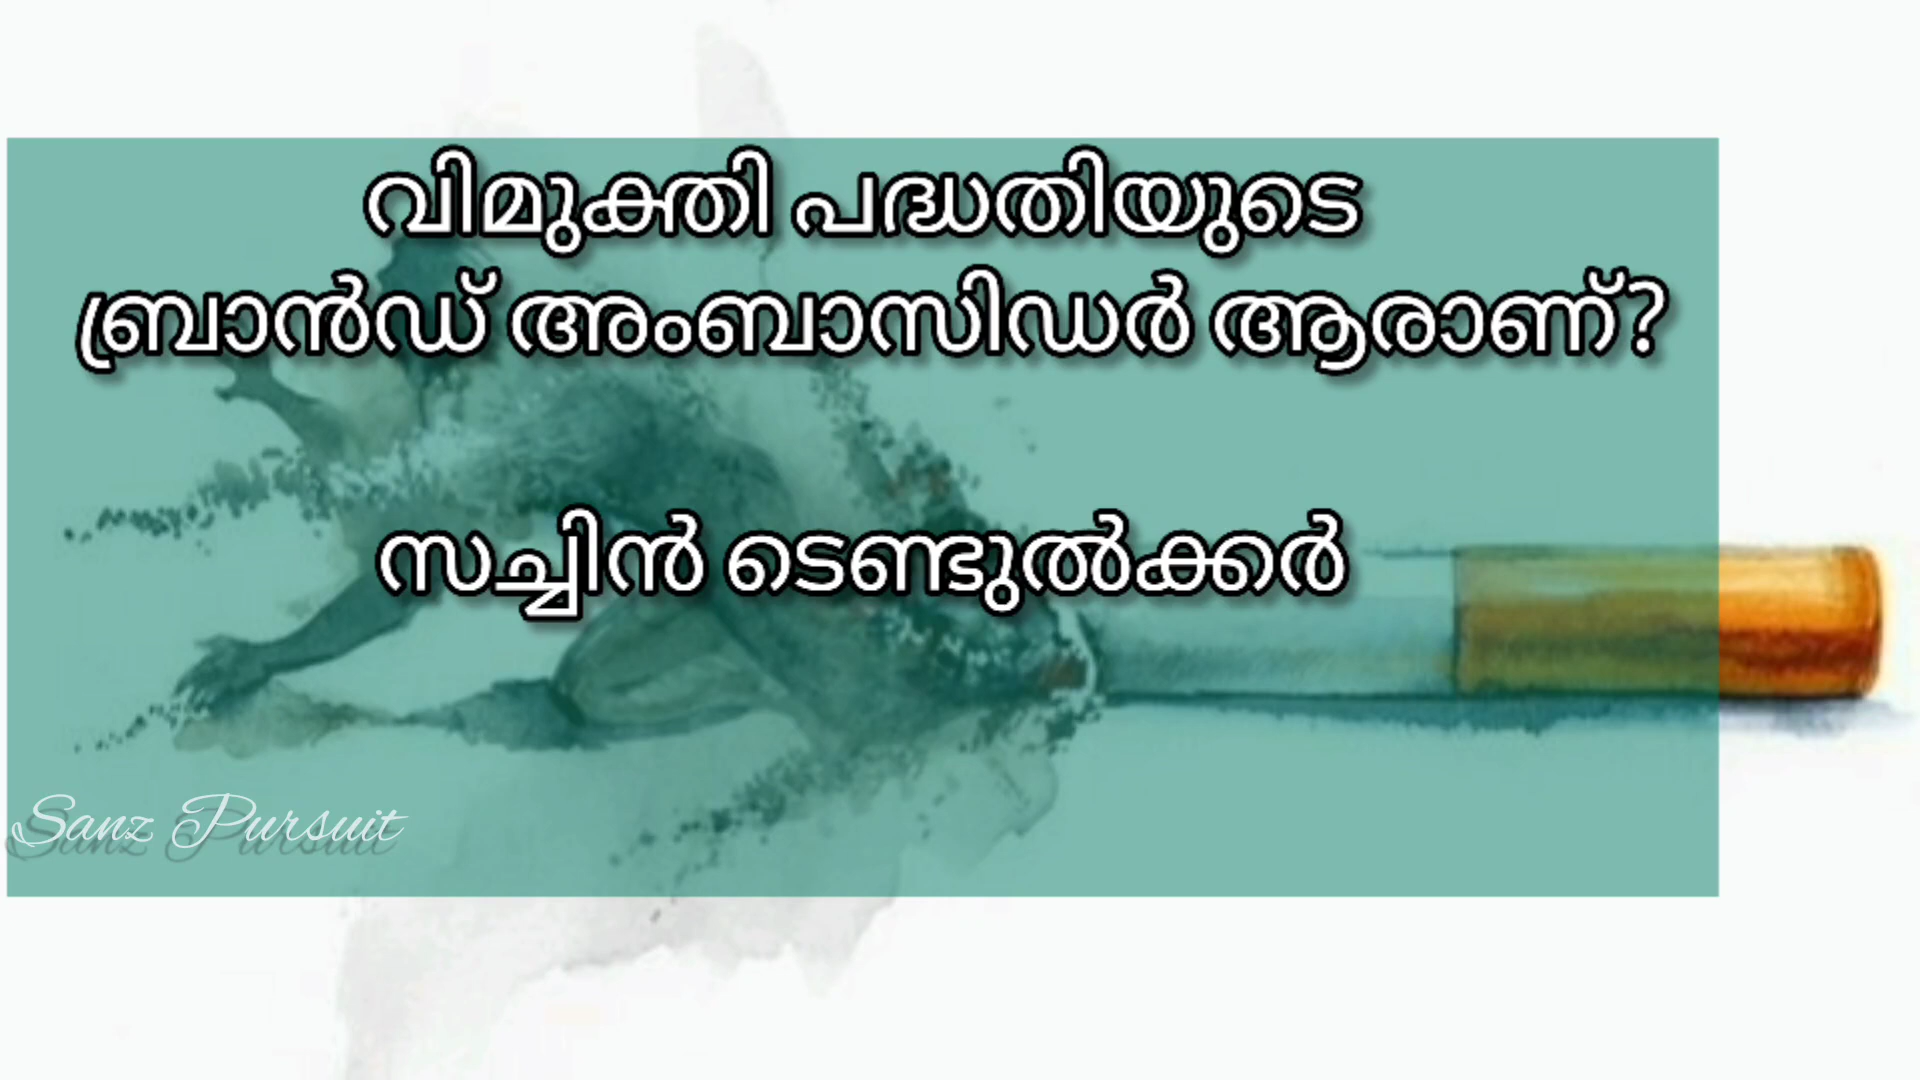 വിമുക്തി പദ്ധതിയുടെ
ബ്രാൻഡ് അംബാസിഡർ ആരാണ്?
സച്ചിൻ ടെണ്ടുൽക്കർ
Sanz Pursuit